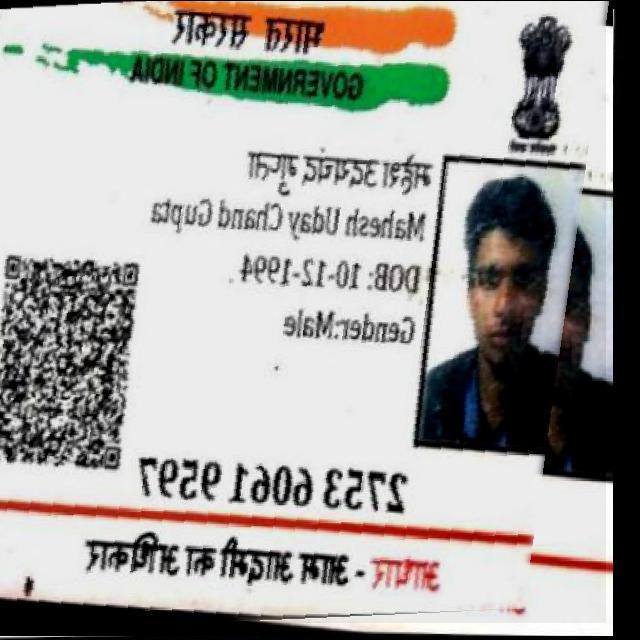 भारत सरकार
GOVERNMENT OF INDIA
महेश उदयचंद गुप्ता
Mahesh Uday Chand Gupta
DOB: 10-12-1994
Gender:Male
2753 6061 9597
आधार - आम आदमी का अधिकार